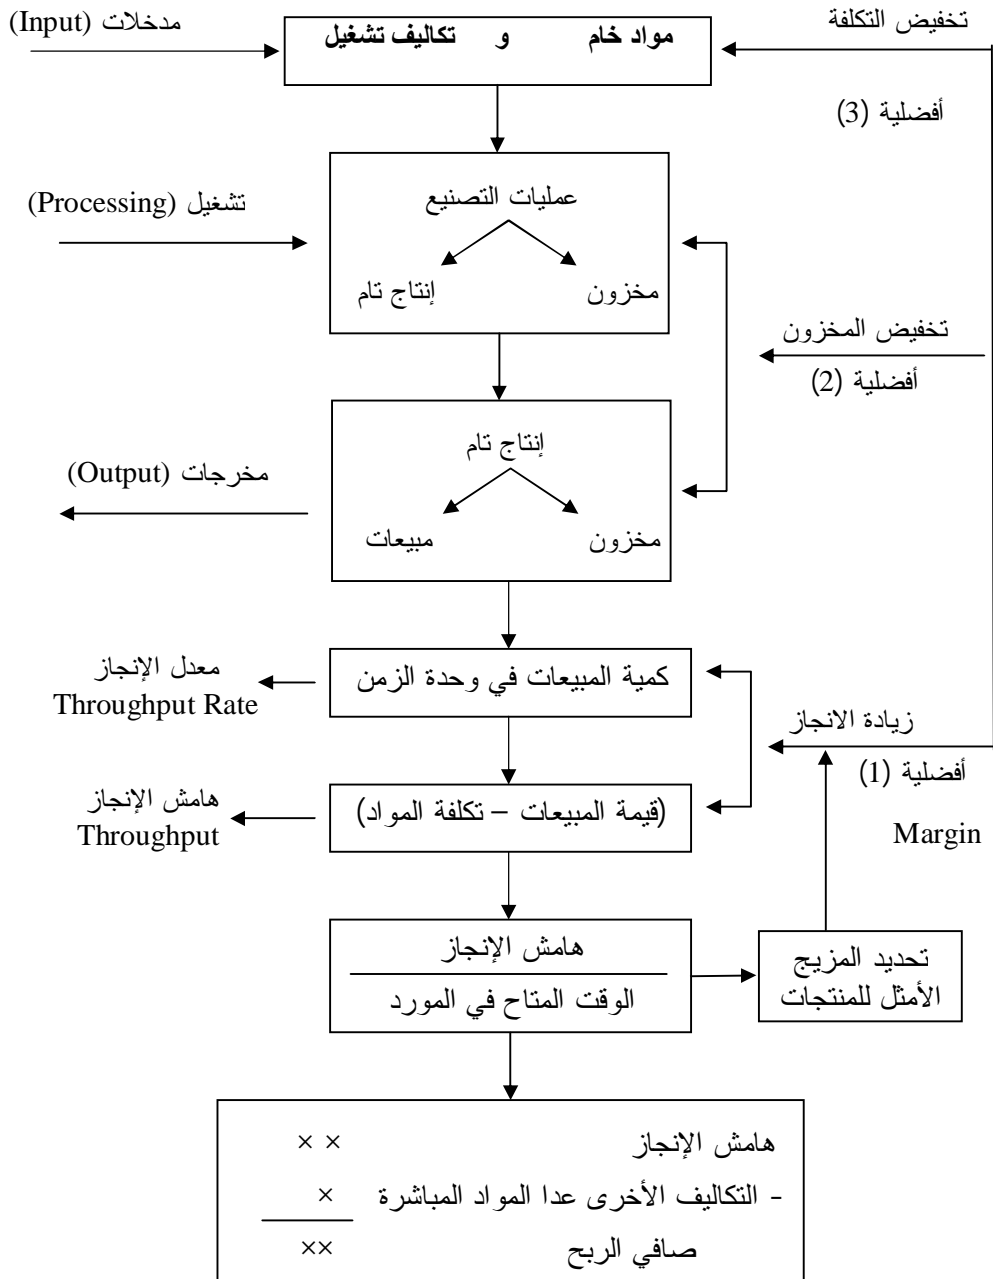 تخفيض التكلفة
مواد خام و تكاليف تشغيل
مدخلات (Input)
أفضلية (3)
عمليات التصنيع
تشغيل (Processing)
مخزون إنتاج تام
تخفيض المخزون
أفضلية (2)
إنتاج تام
مخرجات (Output)
مخزون مبيعات
كمية المبيعات في وحدة الزمن
معدل الإنجاز
Throughput Rate
زيادة الانجاز
أفضلية (1)
(قيمة المبيعات – تكلفة المواد)
هامش الإنجاز
Throughput
Margin
هامش الإنجاز
الوقت المتاح في المورد
تحديد المزيج
الأمثل للمنتجات
هامش الإنجاز × ×
- التكاليف الأخرى عدا المواد المباشرة ×
صافي الربح ××